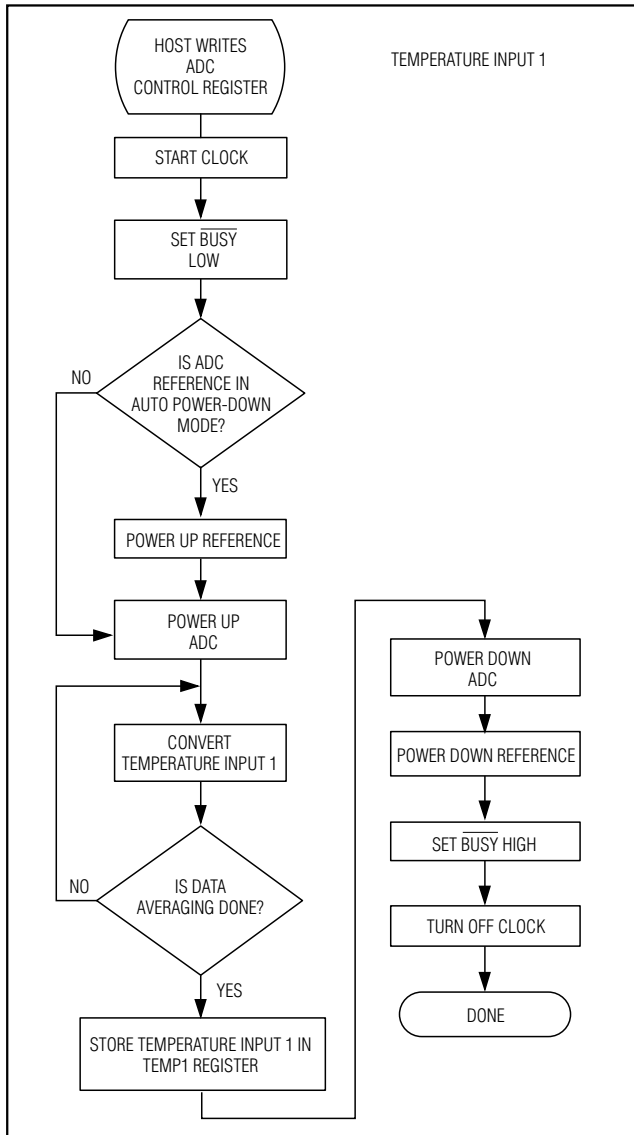 HOST WRITES
ADC
CONTROL REGISTER
TEMPERATURE INPUT 1
START CLOCK
SET B̅U̅S̅Y̅
LOW
IS ADC
REFERENCE IN
AUTO POWER-DOWN
MODE?
NO
YES
POWER UP REFERENCE
POWER UP
ADC
CONVERT
TEMPERATURE INPUT 1
IS DATA
AVERAGING DONE?
NO
YES
STORE TEMPERATURE INPUT 1 IN
TEMP1 REGISTER
POWER DOWN
ADC
POWER DOWN REFERENCE
SET B̅U̅S̅Y̅ HIGH
TURN OFF CLOCK
DONE